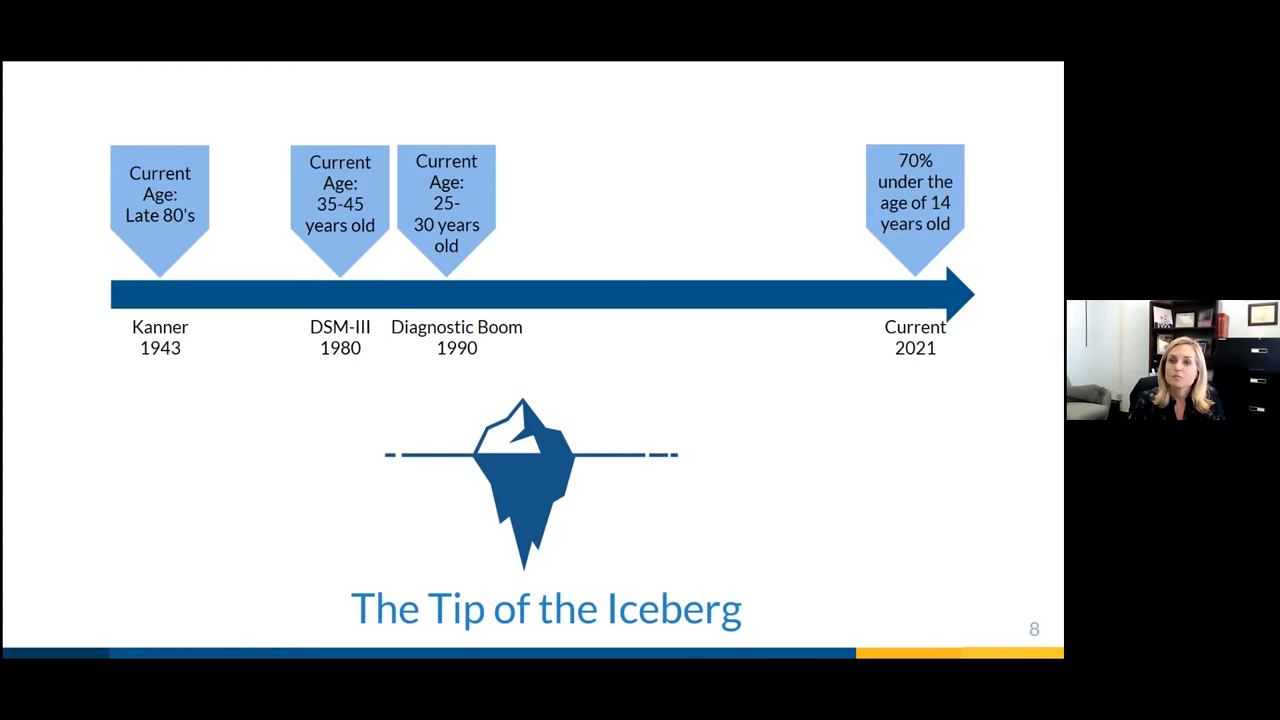 Current
Age:
Late 80's
Current
Age:
35-45
years old
Current
Age:
25-
30 years
old
70%
under the
age of 14
years old
Kanner
1943
DSM-III
1980
Diagnostic Boom
1990
Current
2021
The Tip of the Iceberg
8